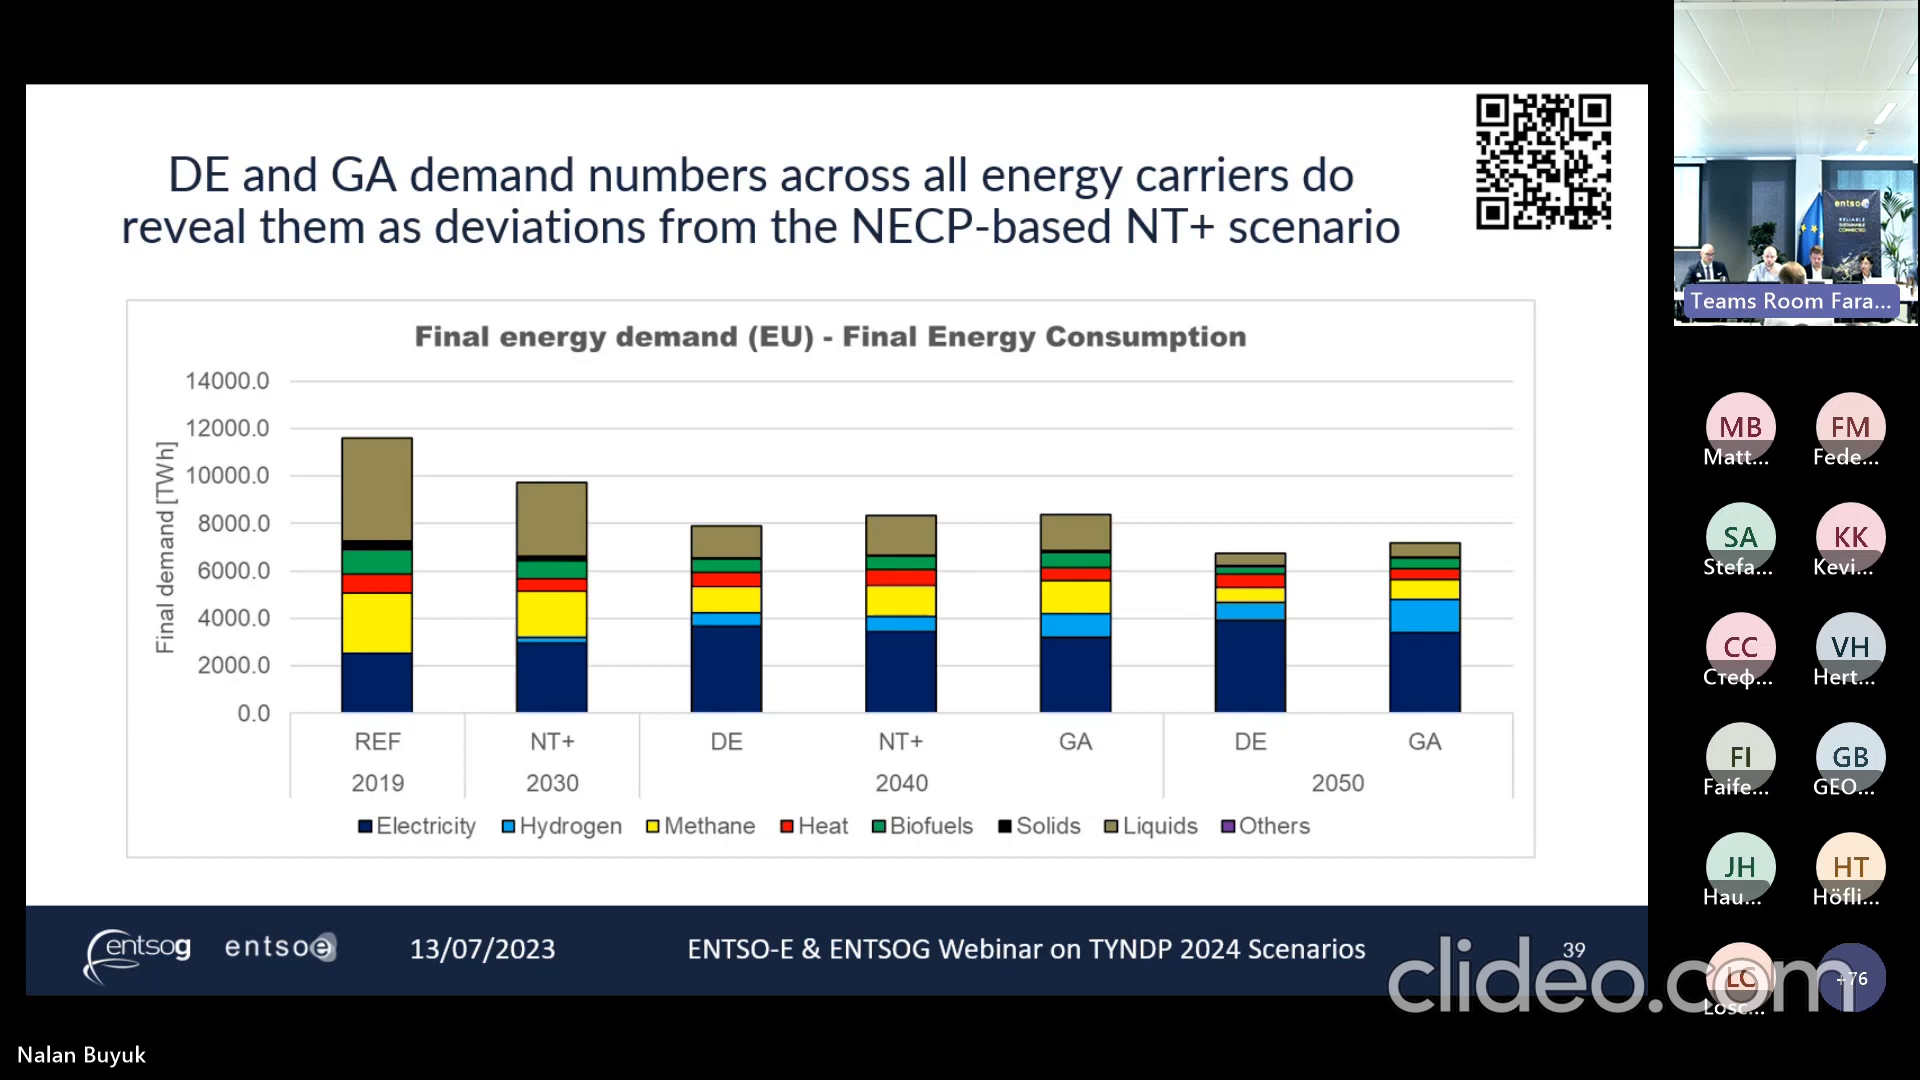 DE and GA demand numbers across all energy carriers do
reveal them as deviations from the NECP-based NT+ scenario
Final energy demand (EU) - Final Energy Consumption
Final demand [TWh]
14000.0
12000.0
10000.0
8000.0
6000.0
4000.0
2000.0
0.0
REF
NT+
DE
NT+
GA
DE
GA
2019
2030
2040
2050
Electricity
Hydrogen
Methane
Heat
Biofuels
Solids
Liquids
Others
entsog
entsoe
13/07/2023
ENTSO-E & ENTSOG Webinar on TYNDP 2024 Scenarios
39
clideo.com
Nalan Buyuk
entsoe
RELIABLE
SUSTAINABLE
CONNECTED
Teams Room Fara...
MB
Matt...
FM
Fede...
SA
Stefa...
KK
Kevi...
CC
Стеф...
VH
Hert...
FI
Faife...
GB
GEO...
JH
Hau...
HT
Höfli...
LC
Losc...
+76